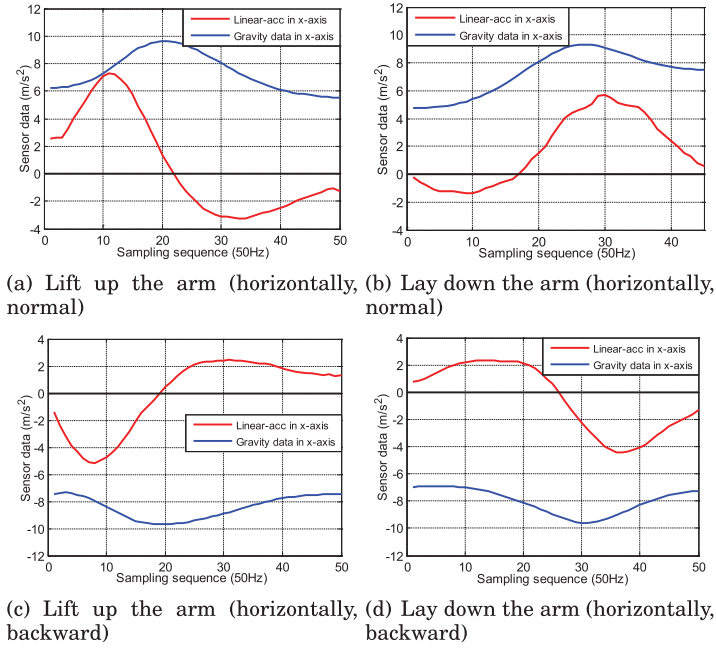 12
10
8
6
4
2
0
-2
-4
Sensor data (m/s²)
Linear-acc in x-axis
Gravity data in x-axis
0 10 20 30 40 50
Sampling sequence (50Hz)
12
10
8
6
4
2
0
-2
-4
Sensor data (m/s²)
Linear-acc in x-axis
Gravity data in x-axis
0 10 20 30 40
Sampling sequence (50Hz)
(a) Lift up the arm (horizontally,
normal)
(b) Lay down the arm (horizontally,
normal)
4
2
0
-2
-4
-6
-8
-10
-12
Sensor data (m/s²)
Linear-acc in x-axis
Gravity data in x-axis
0 10 20 30 40 50
Sampling sequence (50Hz)
4
2
0
-2
-4
-6
-8
-10
-12
Sensor data (m/s²)
Linear-acc in x-axis
Gravity data in x-axis
0 10 20 30 40 50
Sampling sequence (50Hz)
(c) Lift up the arm (horizontally,
backward)
(d) Lay down the arm (horizontally,
backward)